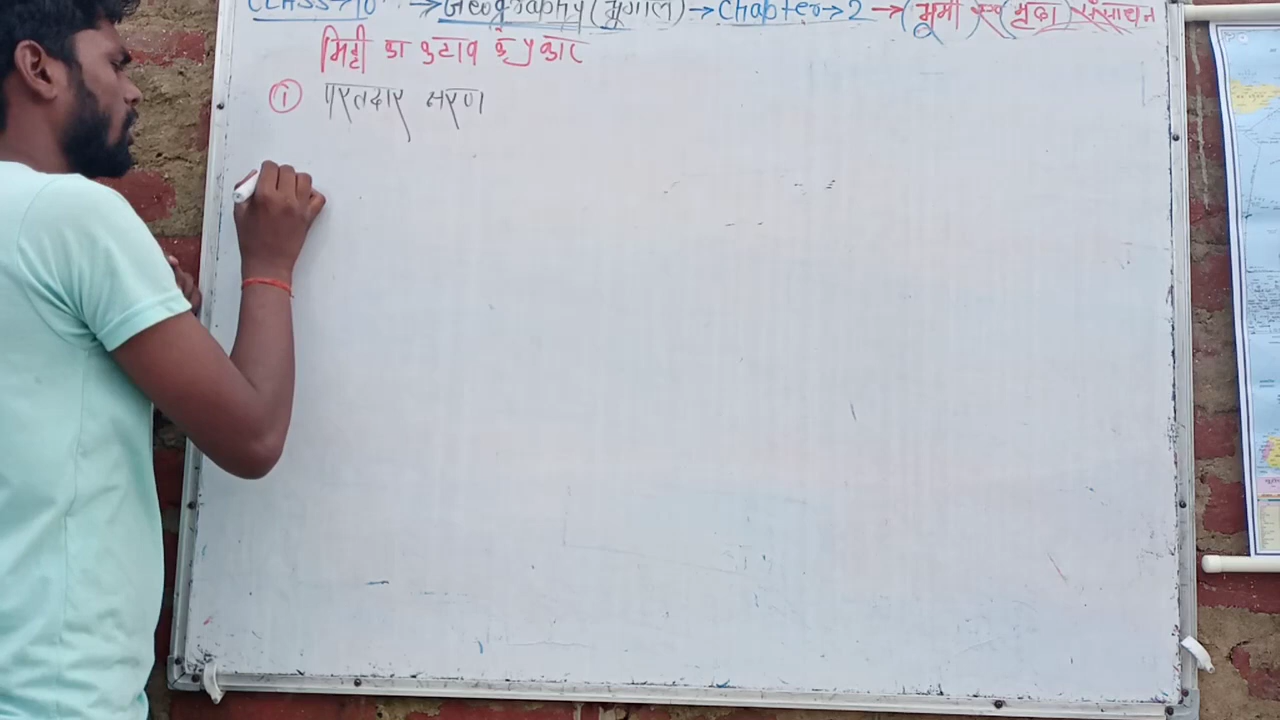 CLASS→10 →Geography(भूगोल)→Chapter→2→(भूमी एवं (मृदा) संसाधन
मिट्टी का कटाव के प्रकार
① परतदार क्षरण